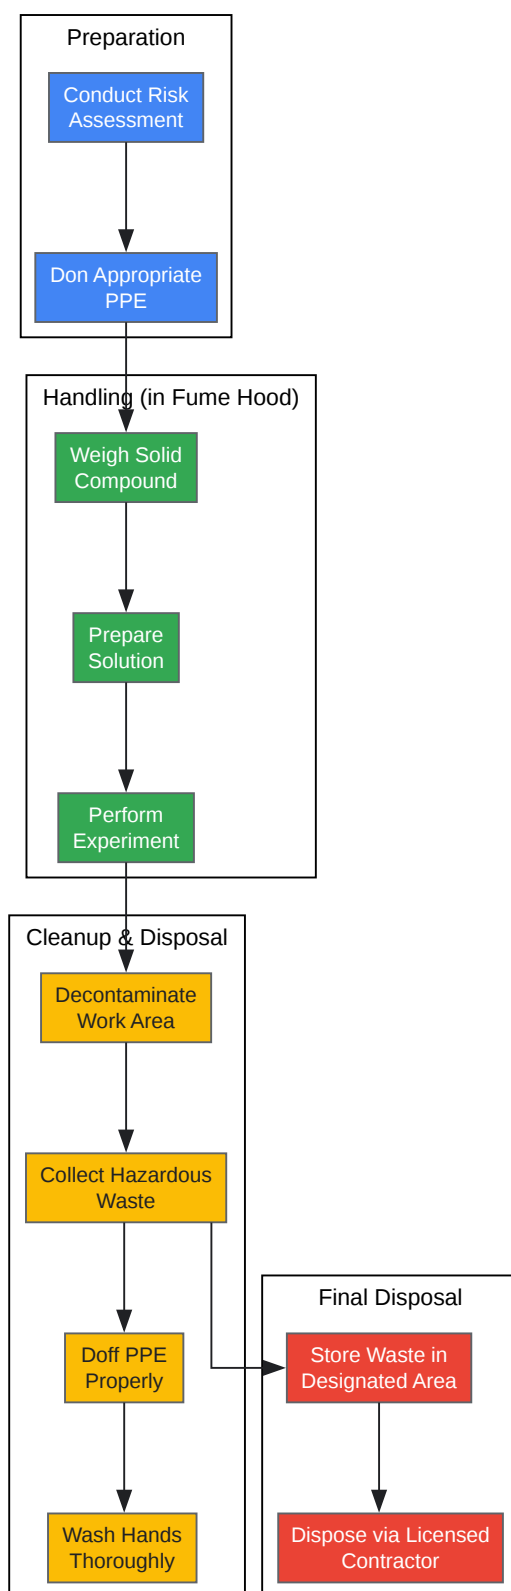 Preparation
Conduct Risk
Assessment
Don Appropriate
PPE
Handling (in Fume Hood)
Weigh Solid
Compound
Prepare
Solution
Perform
Experiment
Cleanup & Disposal
Decontaminate
Work Area
Collect Hazardous
Waste
Doff PPE
Properly
Wash Hands
Thoroughly
Final Disposal
Store Waste in
Designated Area
Dispose via Licensed
Contractor